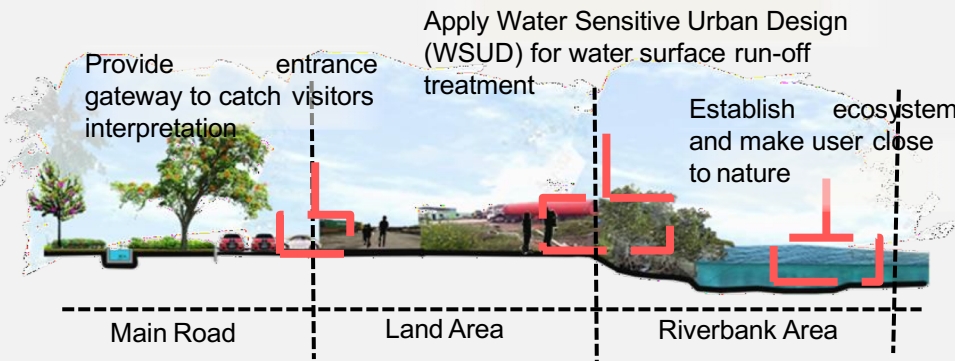 Provide entrance
gateway to catch visitors
interpretation
Apply Water Sensitive Urban Design
(WSUD) for water surface run-off
treatment
Establish ecosystem
and make user close
to nature
Main Road
Land Area
Riverbank Area